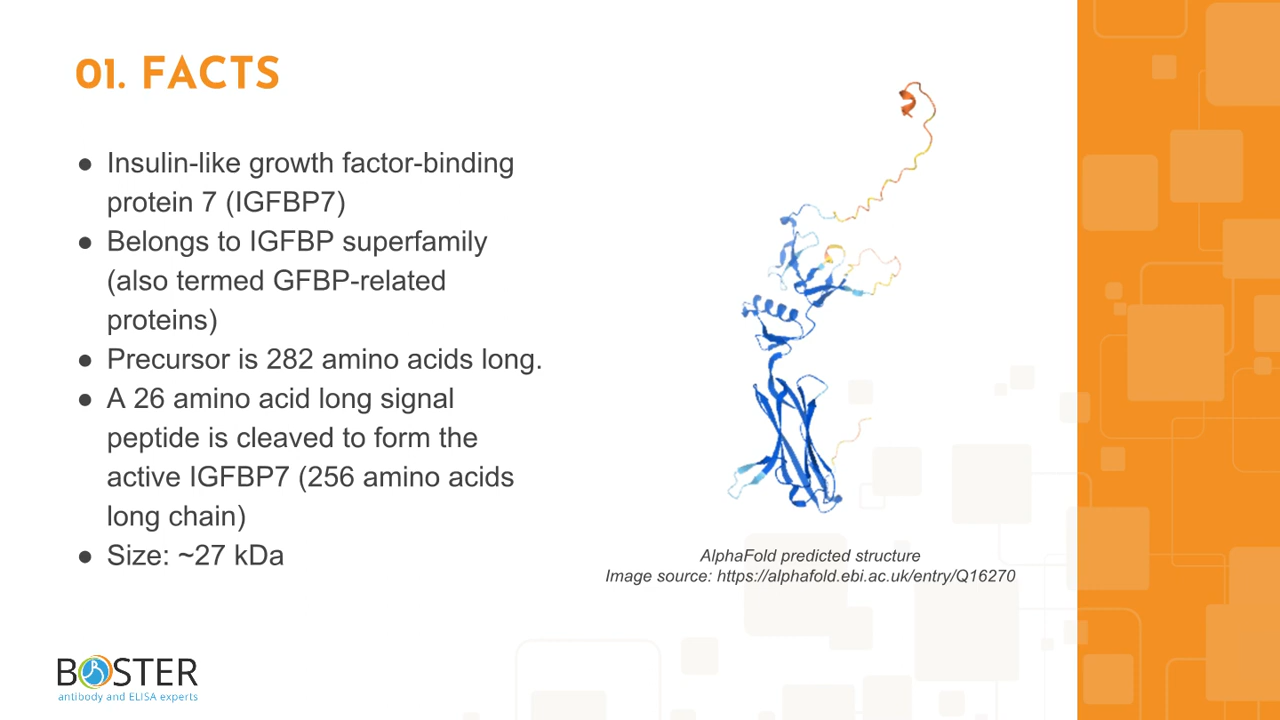 01. FACTS
● Insulin-like growth factor-binding
protein 7 (IGFBP7)
● Belongs to IGFBP superfamily
(also termed GFBP-related
proteins)
● Precursor is 282 amino acids long.
● A 26 amino acid long signal
peptide is cleaved to form the
active IGFBP7 (256 amino acids
long chain)
● Size: ~27 kDa
AlphaFold predicted structure
Image source: https://alphafold.ebi.ac.uk/entry/Q16270
BOSTER
antibody and ELISA experts